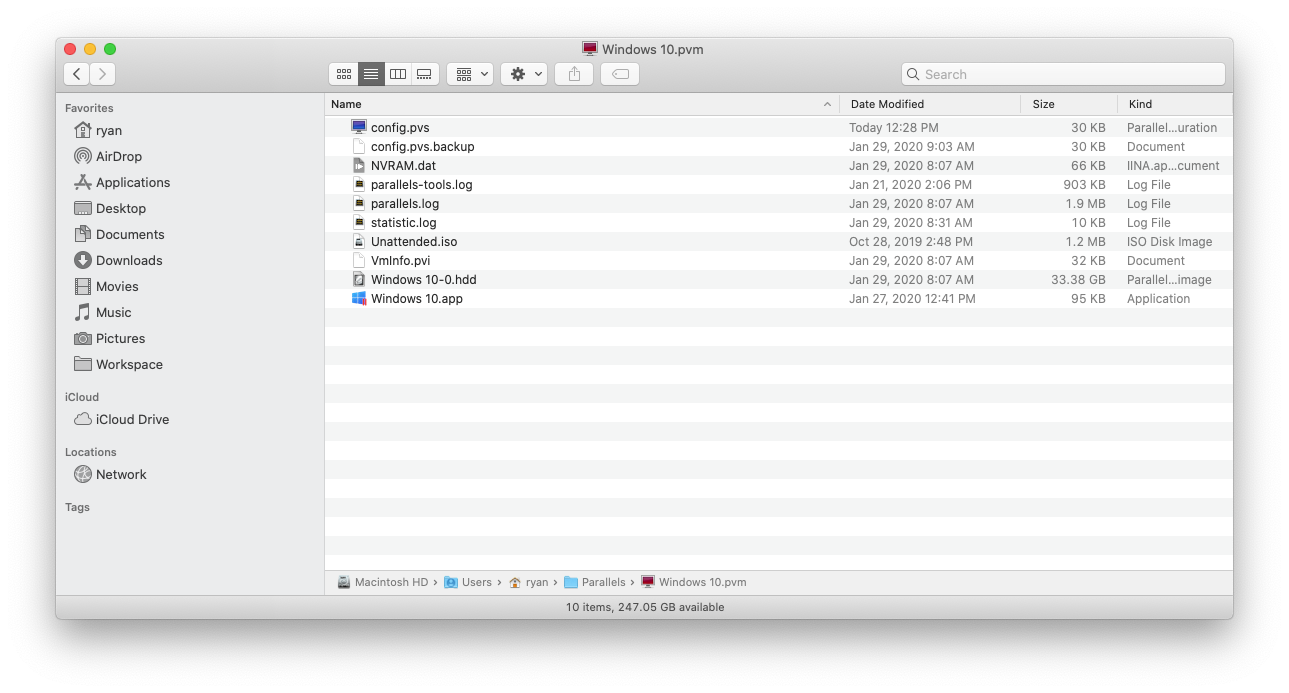 Windows 10.pvm
Search
Favorites
ryan
AirDrop
Applications
Desktop
Documents
Downloads
Movies
Music
Pictures
Workspace
iCloud
iCloud Drive
Locations
Network
Tags
Name Date Modified Size Kind
config.pvs Today 12:28 PM 30 KB Parallel...uration
config.pvs.backup Jan 29, 2020 9:03 AM 30 KB Document
NVRAM.dat Jan 29, 2020 8:07 AM 66 KB IINA.ap...cument
parallels-tools.log Jan 21, 2020 2:06 PM 903 KB Log File
parallels.log Jan 29, 2020 8:07 AM 1.9 MB Log File
statistic.log Jan 29, 2020 8:31 AM 10 KB Log File
Unattended.iso Oct 28, 2019 2:48 PM 1.2 MB ISO Disk Image
VmInfo.pvi Jan 29, 2020 8:07 AM 32 KB Document
Windows 10-0.hdd Jan 29, 2020 8:07 AM 33.38 GB Parallel...image
Windows 10.app Jan 27, 2020 12:41 PM 95 KB Application
Macintosh HD › Users › ryan › Parallels › Windows 10.pvm
10 items, 247.05 GB available